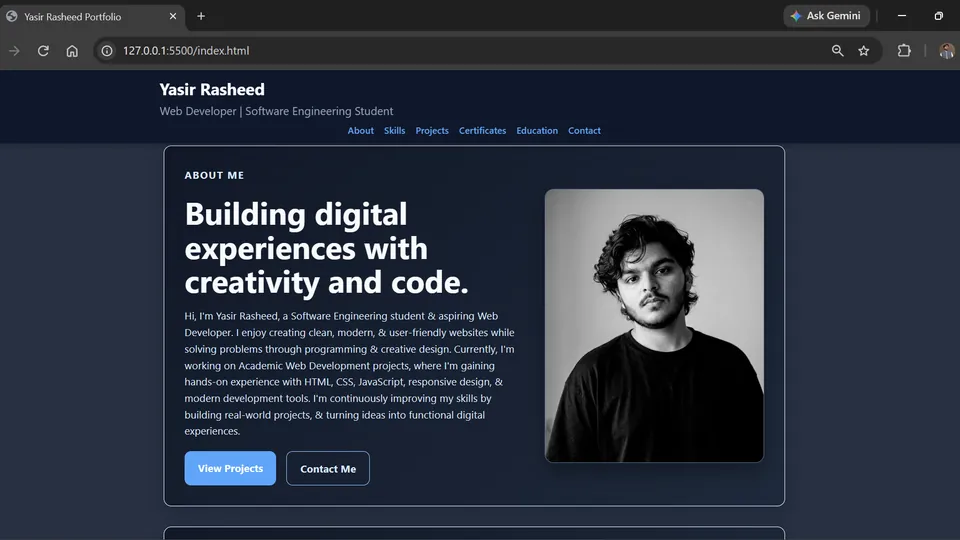 Yasir Rasheed Portfolio
Ask Gemini
127.0.0.1:5500/index.html
Yasir Rasheed
Web Developer | Software Engineering Student
About Skills Projects Certificates Education Contact
ABOUT ME
Building digital
experiences with
creativity and code.
Hi, I'm Yasir Rasheed, a Software Engineering student & aspiring Web
Developer. I enjoy creating clean, modern, & user-friendly websites while
solving problems through programming & creative design. Currently, I'm
working on Academic Web Development projects, where I'm gaining
hands-on experience with HTML, CSS, JavaScript, responsive design, &
modern development tools. I'm continuously improving my skills by
building real-world projects, & turning ideas into functional digital
experiences.
View Projects Contact Me